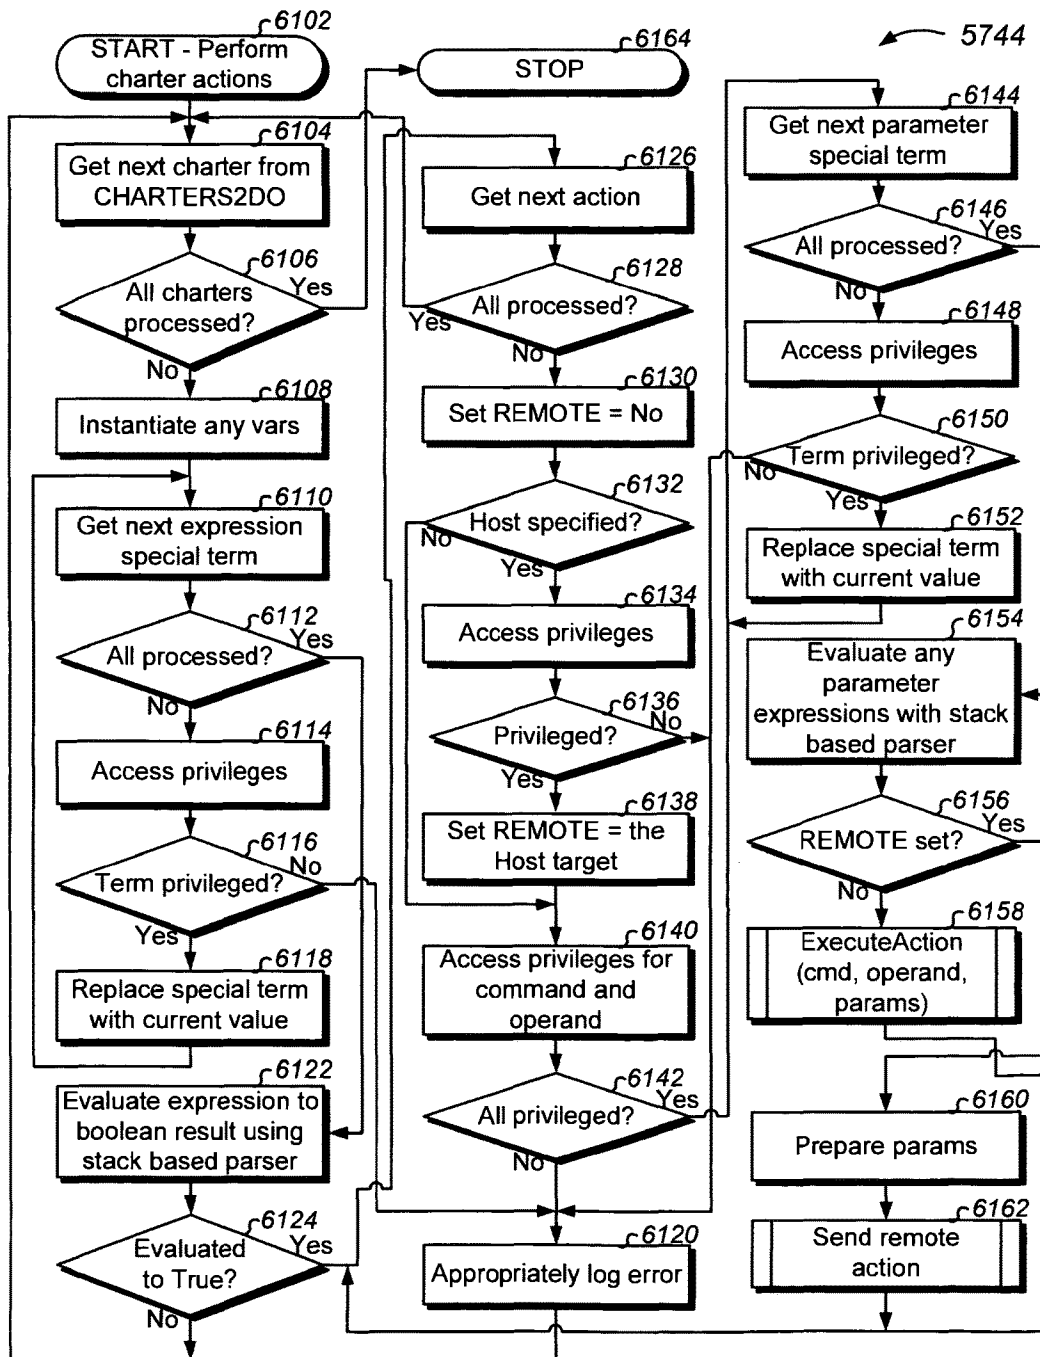 6102
START - Perform
charter actions
6104
Get next charter from
CHARTERS2DO
6106
All charters
processed?
Yes
No
6108
Instantiate any vars
6110
Get next expression
special term
6112
All processed?
Yes
No
6114
Access privileges
6116
Term privileged?
No
Yes
6118
Replace special term
with current value
6122
Evaluate expression to
boolean result using
stack based parser
6124
Evaluated
to True?
Yes
No
6164
STOP
6126
Get next action
6128
All processed?
Yes
No
6130
Set REMOTE = No
6132
Host specified?
No
Yes
6134
Access privileges
6136
Privileged?
No
Yes
6138
Set REMOTE = the
Host target
6140
Access privileges for
command and
operand
6142
All privileged?
Yes
No
6120
Appropriately log error
5744
6144
Get next parameter
special term
6146
All processed?
Yes
No
6148
Access privileges
6150
Term privileged?
No
Yes
6152
Replace special term
with current value
6154
Evaluate any
parameter
expressions with stack
based parser
6156
REMOTE set?
Yes
No
6158
ExecuteAction
(cmd, operand,
params)
6160
Prepare params
6162
Send remote
action